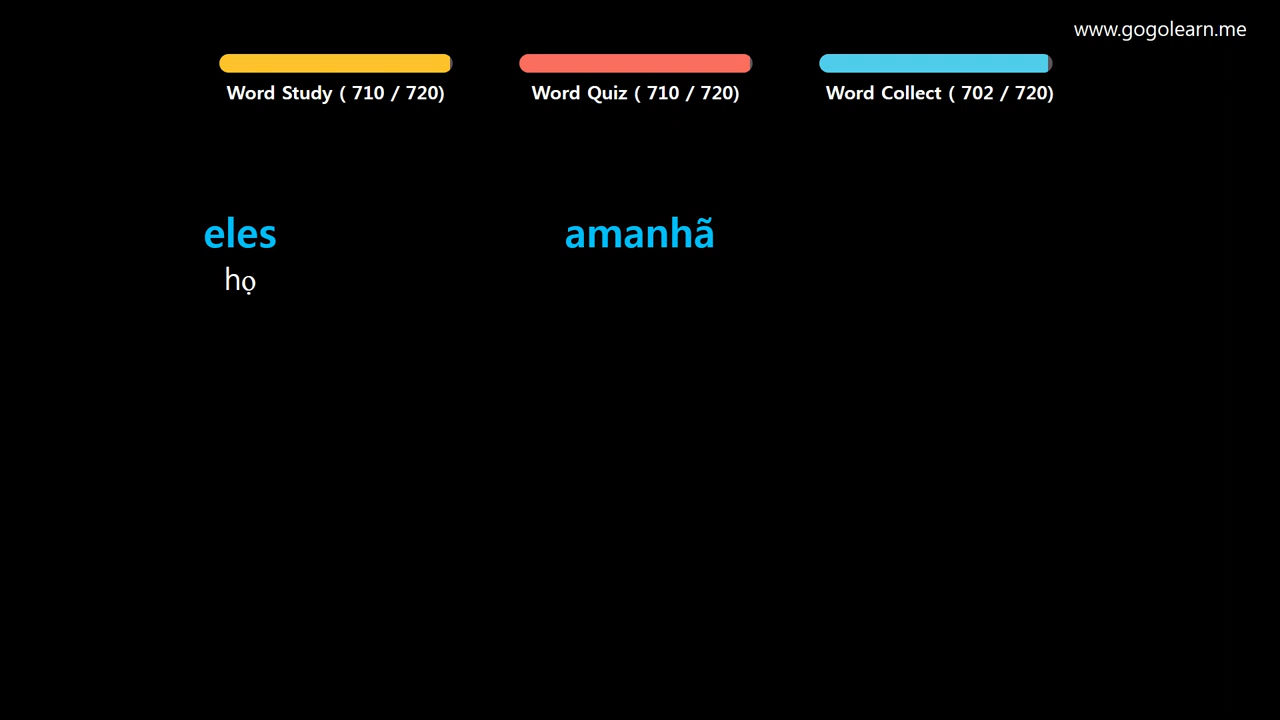 www.gogolearn.me
Word Study ( 710 / 720)
Word Quiz ( 710 / 720)
Word Collect ( 702 / 720)
eles
amanhã
họ